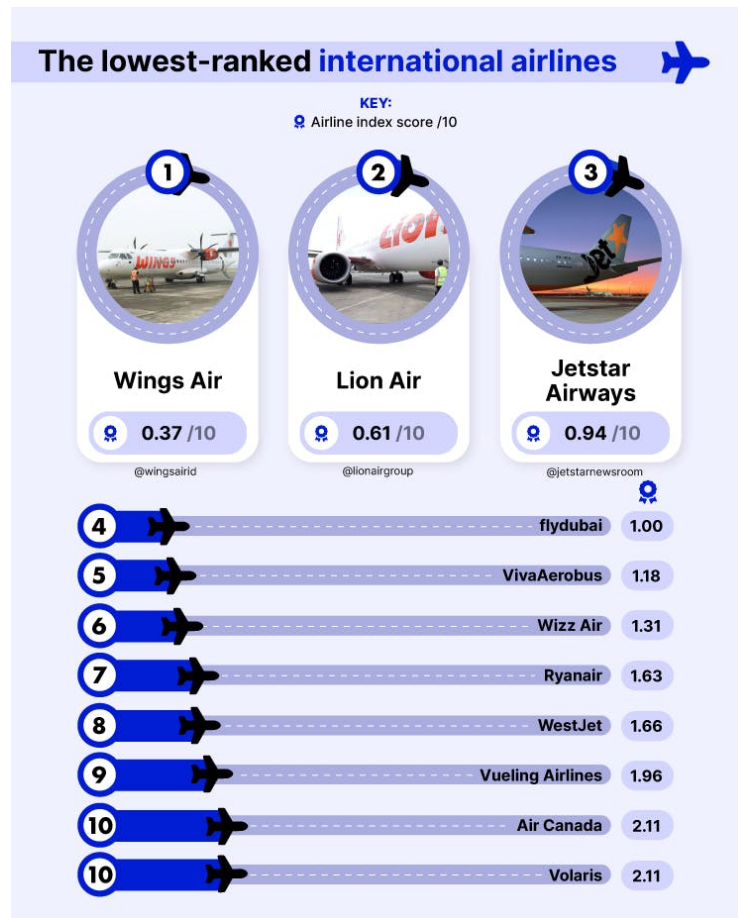 The lowest-ranked international airlines
KEY:
Airline index score /10
1
2
3
WINGS
Lion
Jet
Wings Air
Lion Air
Jetstar
Airways
0.37 /10
0.61 /10
0.94 /10
@wingsairid
@lionairgroup
@jetstarnewsroom
4 flydubai 1.00
5 VivaAerobus 1.18
6 Wizz Air 1.31
7 Ryanair 1.63
8 WestJet 1.66
9 Vueling Airlines 1.96
10 Air Canada 2.11
10 Volaris 2.11